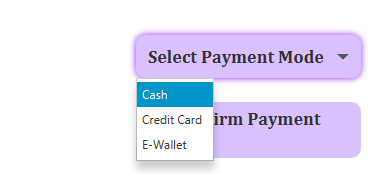 Select Payment Mode
Cash
Credit Card
irm Payment
E-Wallet